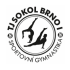 TJ SOKOL BRNO I
SPORTOVNÍ GYMNASTIKA